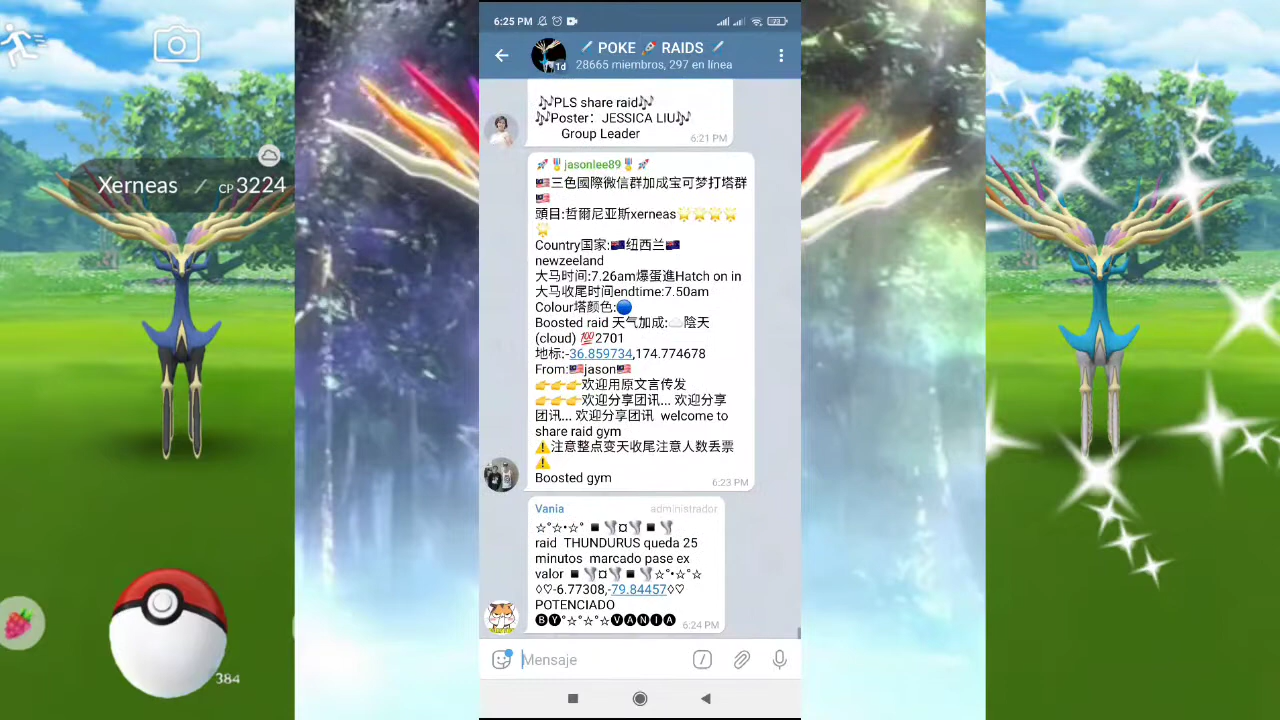 6:25 PM
73
POKE 🚀 RAIDS
28665 miembros, 297 en línea
1d
🎶PLS share raid🎶
🎶Poster：JESSICA LIU🎶
Group Leader
6:21 PM
🚀🎖jasonlee89🎖🚀
🇲🇾三色國際微信群加成宝可梦打塔群
🇲🇾
頭目:哲爾尼亚斯xerneas🌟🌟🌟🌟
🌟
Country国家:🇳🇿纽西兰🇳🇿
newzeeland
大马时间:7.26am爆蛋進Hatch on in
大马收尾时间endtime:7.50am
Colour塔颜色:🔵
Boosted raid 天气加成:☁️陰天
(cloud) 💯2701
地标:-36.859734,174.774678
From:🇲🇾jason🇲🇾
👉👉👉欢迎用原文言传发
👉👉👉欢迎分享团讯... 欢迎分享
团讯... 欢迎分享团讯 welcome to
share raid gym
⚠️注意整点变天收尾注意人数丢票
⚠️
Boosted gym
6:23 PM
Vania
administrador
☆°☆•☆° ◾🌪¤🌪◾🌪
raid THUNDURUS queda 25
minutos marcado pase ex
valor ◾🌪¤🌪◾🌪☆°•☆°☆
◊♡-6.77308,-79.84457◊♡
POTENCIADO
🅑🅨°☆°☆°☆🅥🅐🅝🅘🅐
6:24 PM
Mensaje
Xerneas / CP 3224
384